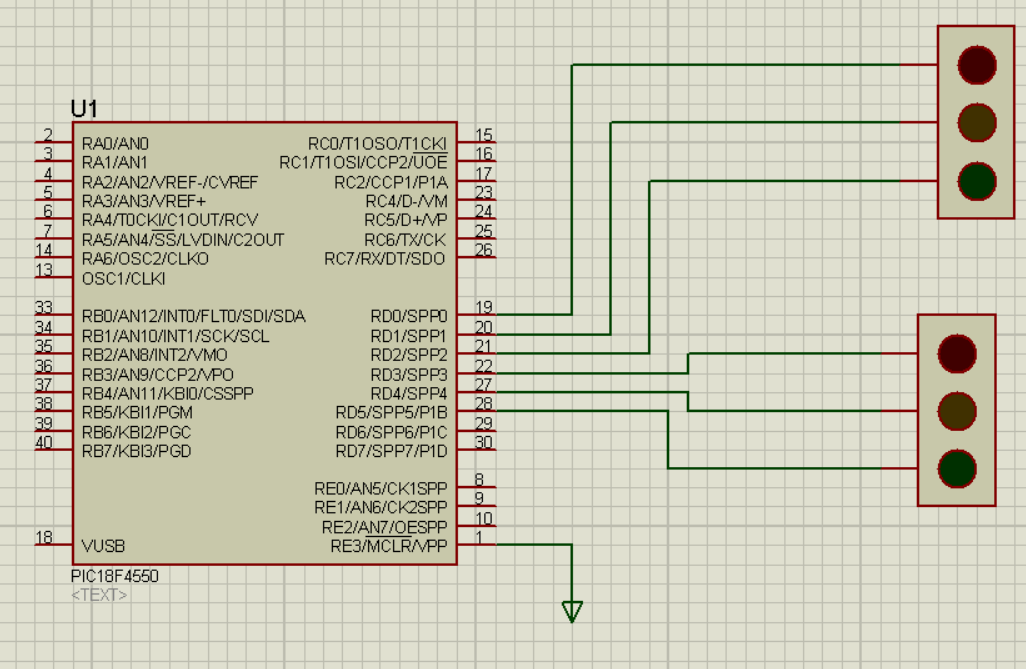 U1
2 RA0/AN0 RC0/T1OSO/T1CKI 15
3 RA1/AN1 RC1/T1OSI/CCP2/UOE 16
4 RA2/AN2/VREF-/CVREF RC2/CCP1/P1A 17
5 RA3/AN3/VREF+ RC4/D-/VM 23
6 RA4/T0CKI/C1OUT/RCV RC5/D+/VP 24
7 RA5/AN4/SS/LVDIN/C2OUT RC6/TX/CK 25
14 RA6/OSC2/CLKO RC7/RX/DT/SDO 26
13 OSC1/CLKI
33 RB0/AN12/INT0/FLT0/SDI/SDA RD0/SPP0 19
34 RB1/AN10/INT1/SCK/SCL RD1/SPP1 20
35 RB2/AN8/INT2/VMO RD2/SPP2 21
36 RB3/AN9/CCP2/VPO RD3/SPP3 22
37 RB4/AN11/KBI0/CSSPP RD4/SPP4 27
38 RB5/KBI1/PGM RD5/SPP5/P1B 28
39 RB6/KBI2/PGC RD6/SPP6/P1C 29
40 RB7/KBI3/PGD RD7/SPP7/P1D 30
RE0/AN5/CK1SPP 8
RE1/AN6/CK2SPP 9
RE2/AN7/OESPP 10
18 VUSB RE3/MCLR/VPP 1
PIC18F4550
<TEXT>